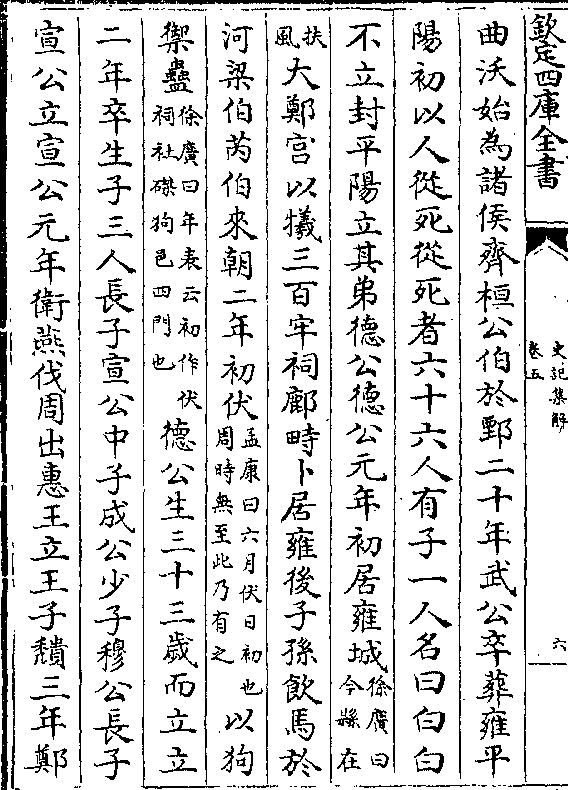 欽定四庫全書
史記集解
卷五
六
曲沃始為諸侯齊桓公伯於鄄二十年武公卒葬雍平
陽初以人從死從死者六十六人有子一人名曰白白
不立封平陽立其弟德公德公元年初居雍城徐廣曰今縣在
扶風大鄭宮以犧三百牢祠鄜畤卜居雍後子孫飲馬於
河梁伯芮伯來朝二年初伏孟康曰六月伏日初也周時無至此乃有之以狗
禦蠱徐廣曰年表云初作伏祠社磔狗邑四門也德公生三十三歲而立立
二年卒生子三人長子宣公中子成公少子穆公長子
宣公立宣公元年衛燕伐周出惠王立王子穨三年鄭